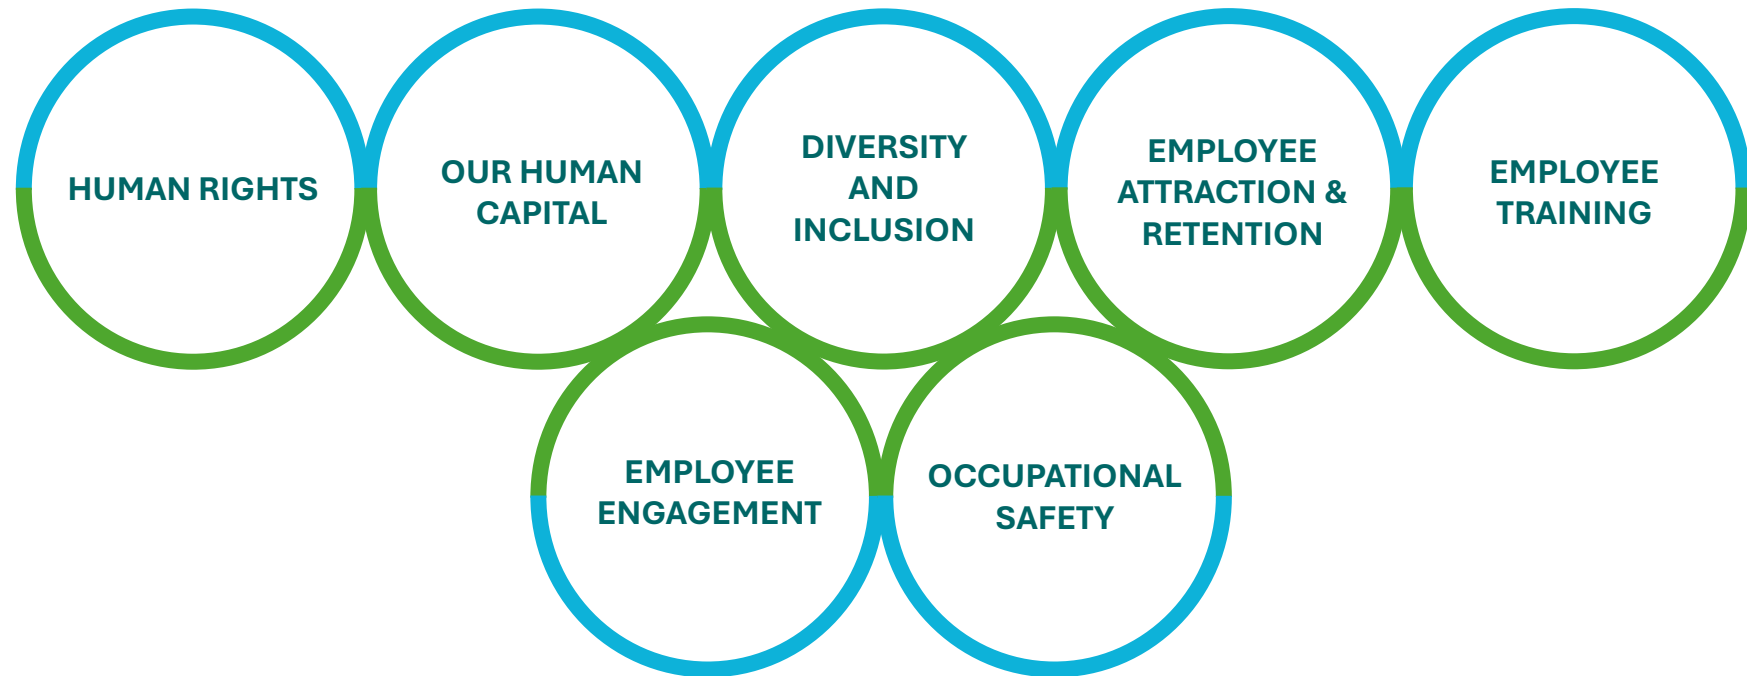 HUMAN RIGHTS
OUR HUMAN
CAPITAL
DIVERSITY
AND
INCLUSION
EMPLOYEE
ATTRACTION &
RETENTION
EMPLOYEE
TRAINING
EMPLOYEE
ENGAGEMENT
OCCUPATIONAL
SAFETY